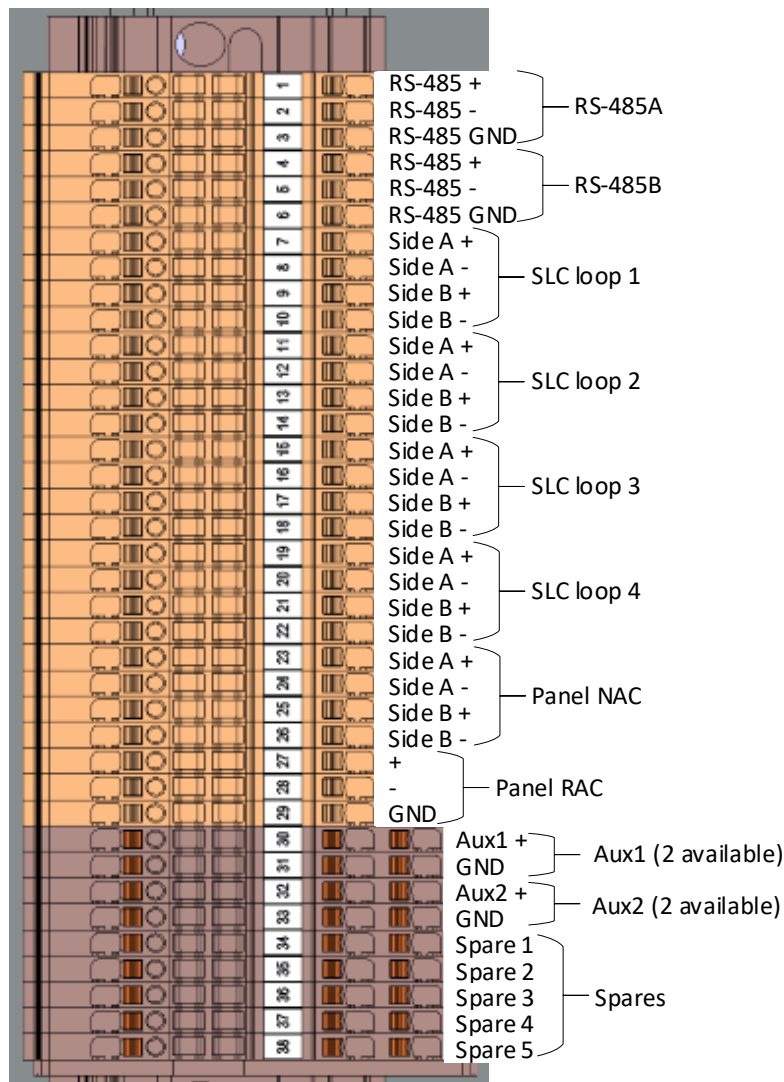 1 RS-485 +
2 RS-485 - RS-485A
3 RS-485 GND
4 RS-485 +
5 RS-485 - RS-485B
6 RS-485 GND
7 Side A +
8 Side A - SLC loop 1
9 Side B +
10 Side B -
11 Side A +
12 Side A - SLC loop 2
13 Side B +
14 Side B -
15 Side A +
16 Side A - SLC loop 3
17 Side B +
18 Side B -
19 Side A +
20 Side A - SLC loop 4
21 Side B +
22 Side B -
23 Side A +
24 Side A - Panel NAC
25 Side B +
26 Side B -
27 +
28 - Panel RAC
29 GND
30 Aux1 + Aux1 (2 available)
31 GND
32 Aux2 + Aux2 (2 available)
33 GND
34 Spare 1
35 Spare 2
36 Spare 3 Spares
37 Spare 4
38 Spare 5